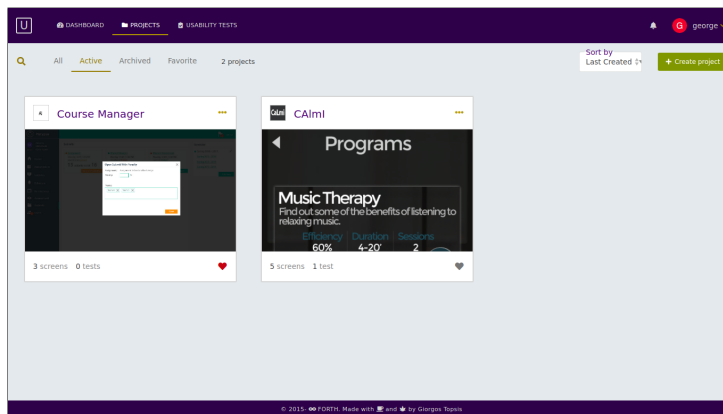 U DASHBOARD PROJECTS USABILITY TESTS G george
All Active Archived Favorite 2 projects
Sort by
Last Created
+ Create project
Course Manager
CAlmI CAlmI
Programs
Music Therapy
Find out some of the benefits of listening to
relaxing music.
Efficiency Duration Sessions
60% 4-20' 2
3 screens 0 tests
5 screens 1 test
© 2015- ∞ FORTH. Made with and by Giorgos Topsis